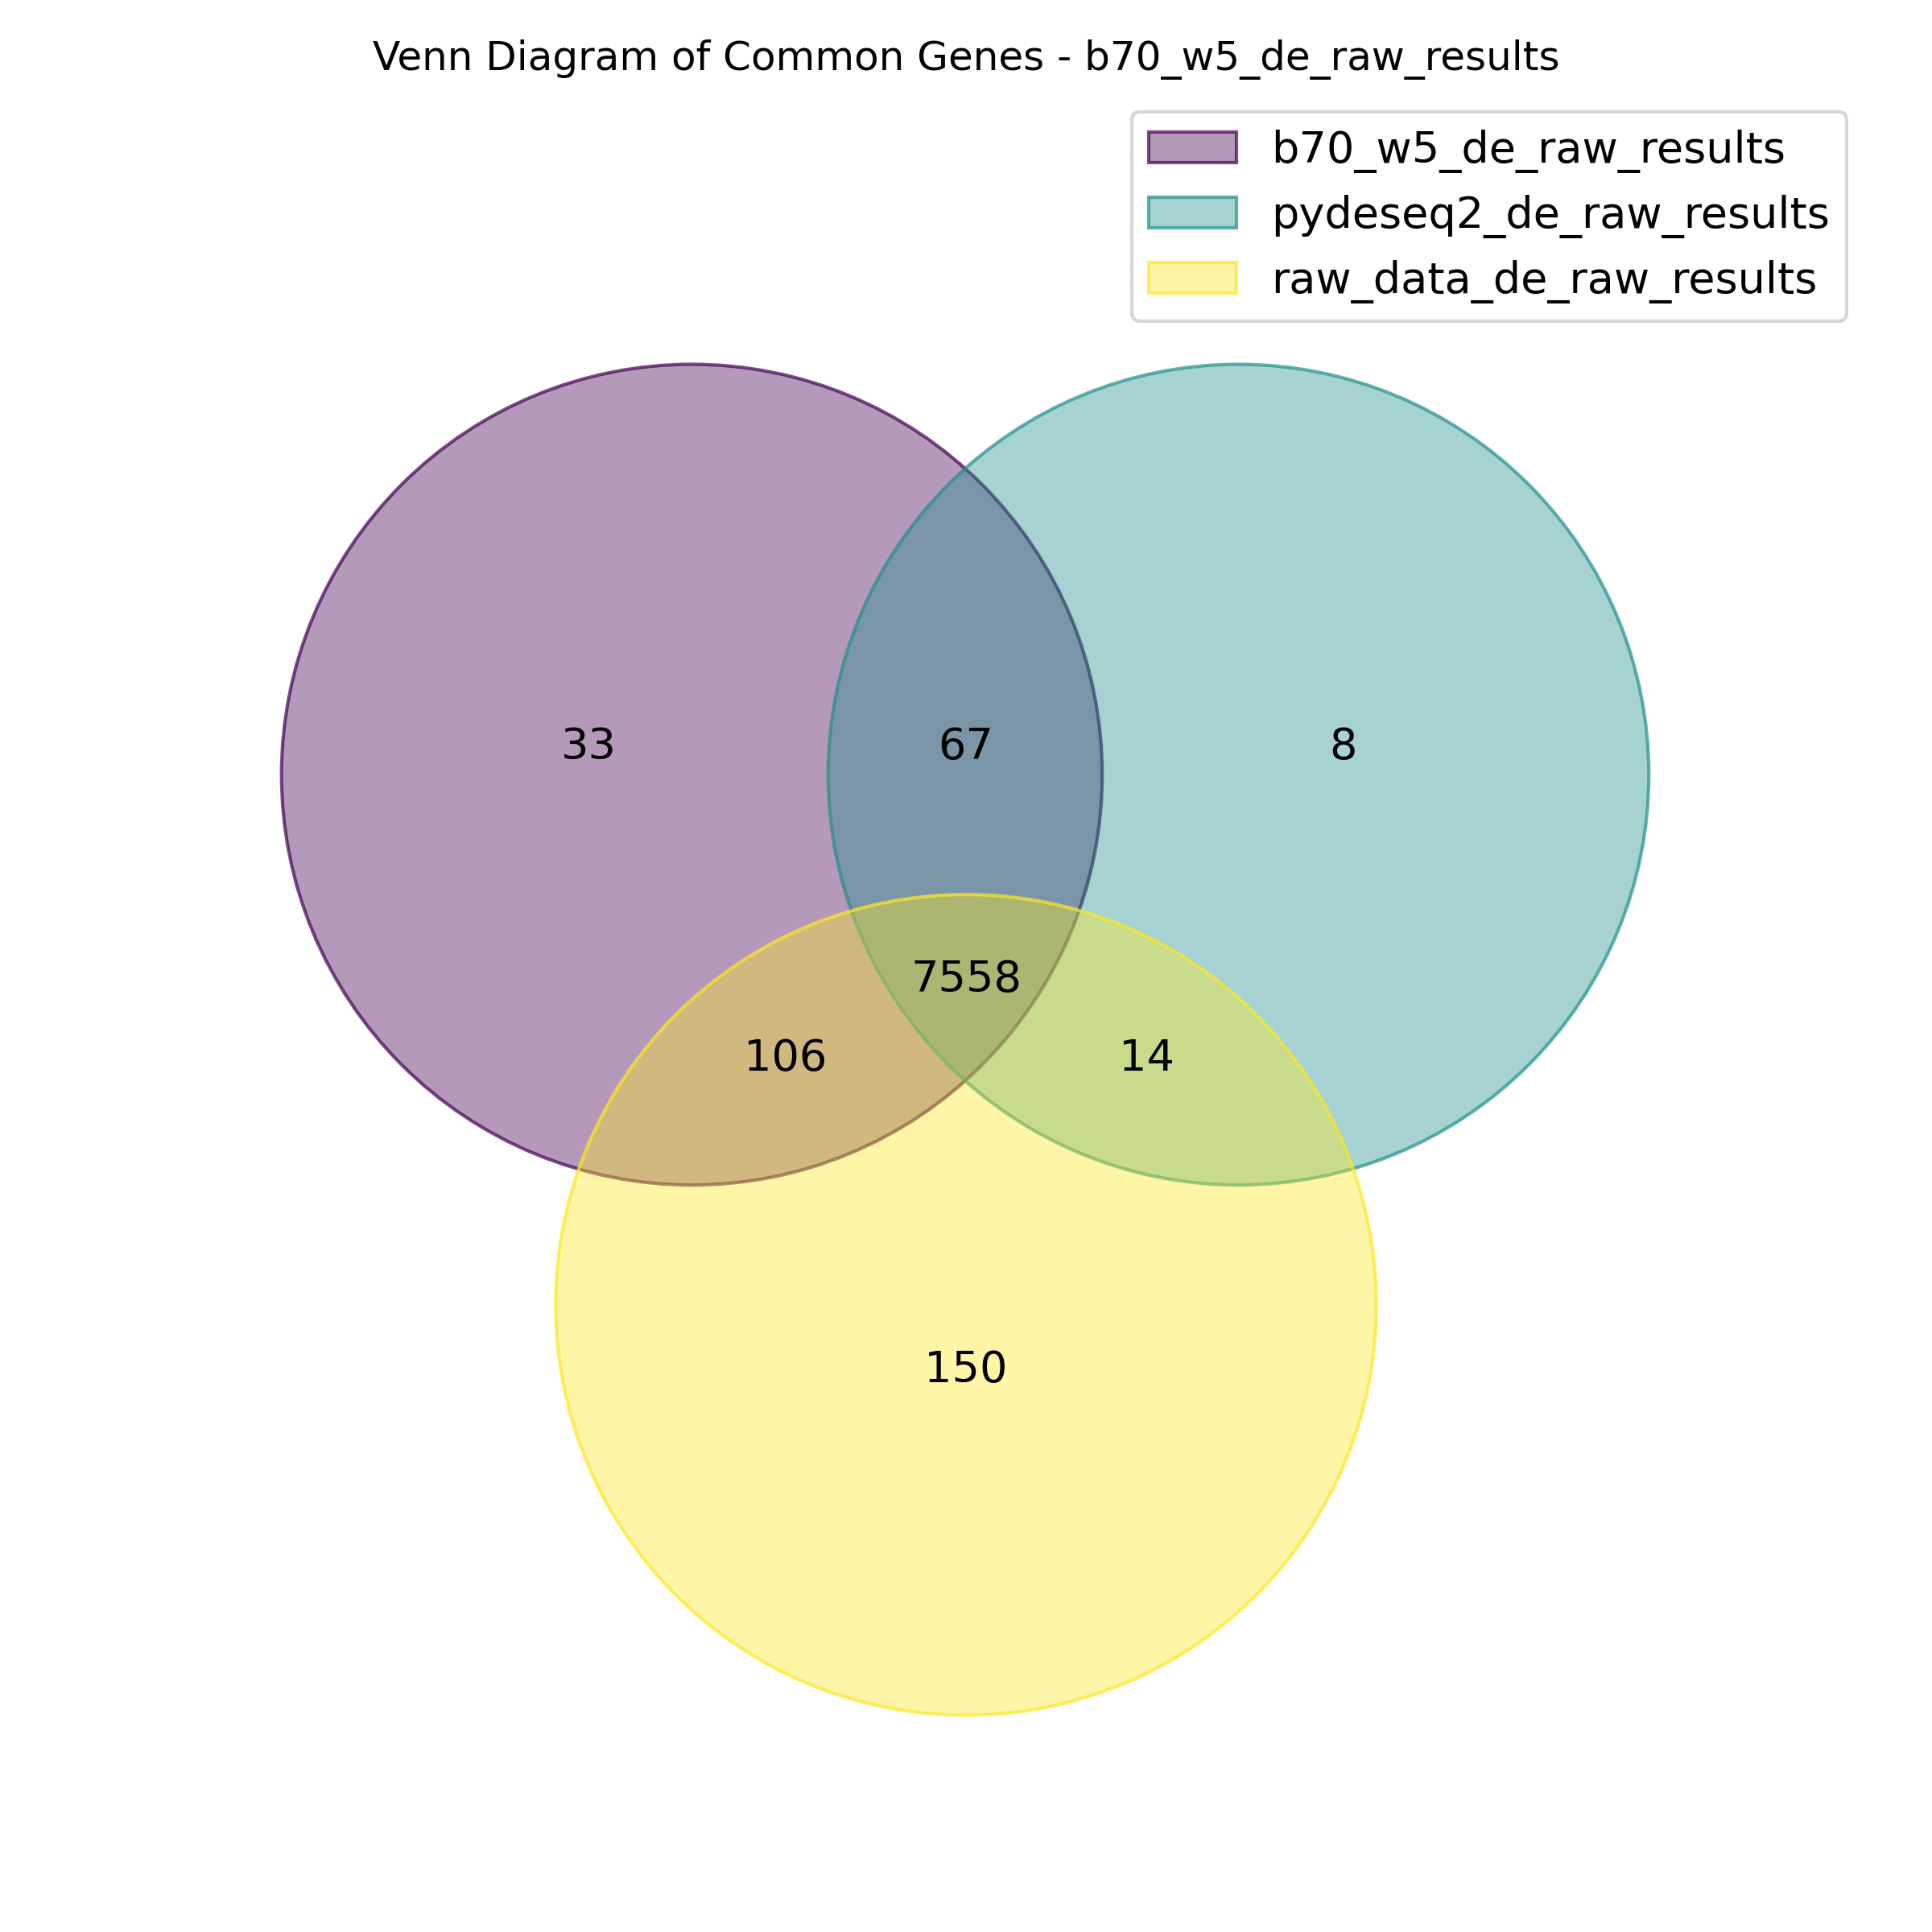 Venn Diagram of Common Genes - b70_w5_de_raw_results
b70_w5_de_raw_results
pydeseq2_de_raw_results
raw_data_de_raw_results
33
67
8
7558
106
14
150